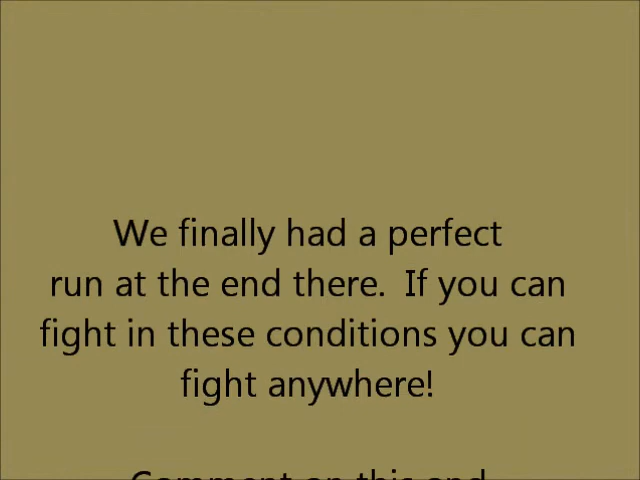 We finally had a perfect
run at the end there.  If you can
fight in these conditions you can
fight anywhere!
Comment on this and